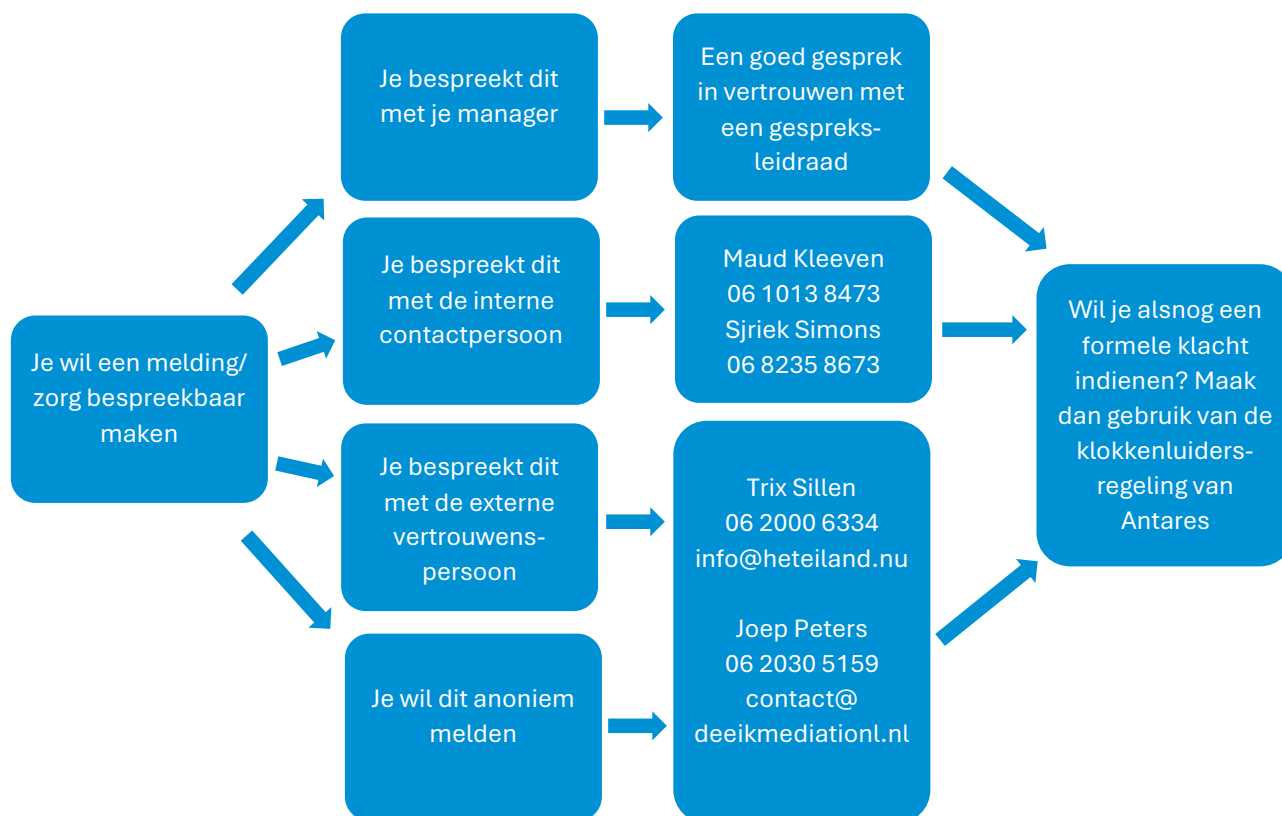 Je wil een melding/
zorg bespreekbaar
maken
Je bespreekt dit
met je manager
Een goed gesprek
in vertrouwen met
een gespreks-
leidraad
Je bespreekt dit
met de interne
contactpersoon
Maud Kleeven
06 1013 8473
Sjriek Simons
06 8235 8673
Je bespreekt dit
met de externe
vertrouwens-
persoon
Je wil dit anoniem
melden
Trix Sillen
06 2000 6334
info@heteiland.nu
Joep Peters
06 2030 5159
contact@
deeikmediationl.nl
Wil je alsnog een
formele klacht
indienen? Maak
dan gebruik van de
klokkenluiders-
regeling van
Antares